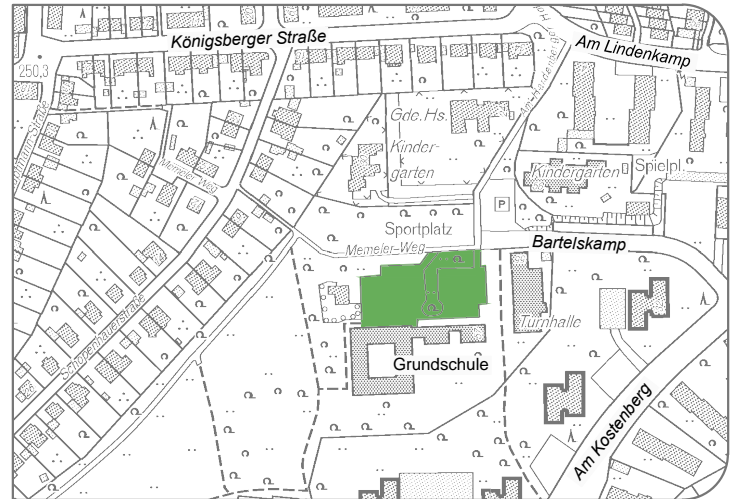 Königsberger Straße
Am Lindenkamp
250,3
Gde. Hs.
Kinder-
garten
Kindergarten
Spielpl.
Memeler Weg
P
Sportplatz
Memeler-Weg
Bartelskamp
Schopenhauerstraße
Turnhalle
Grundschule
Am Kostenberg